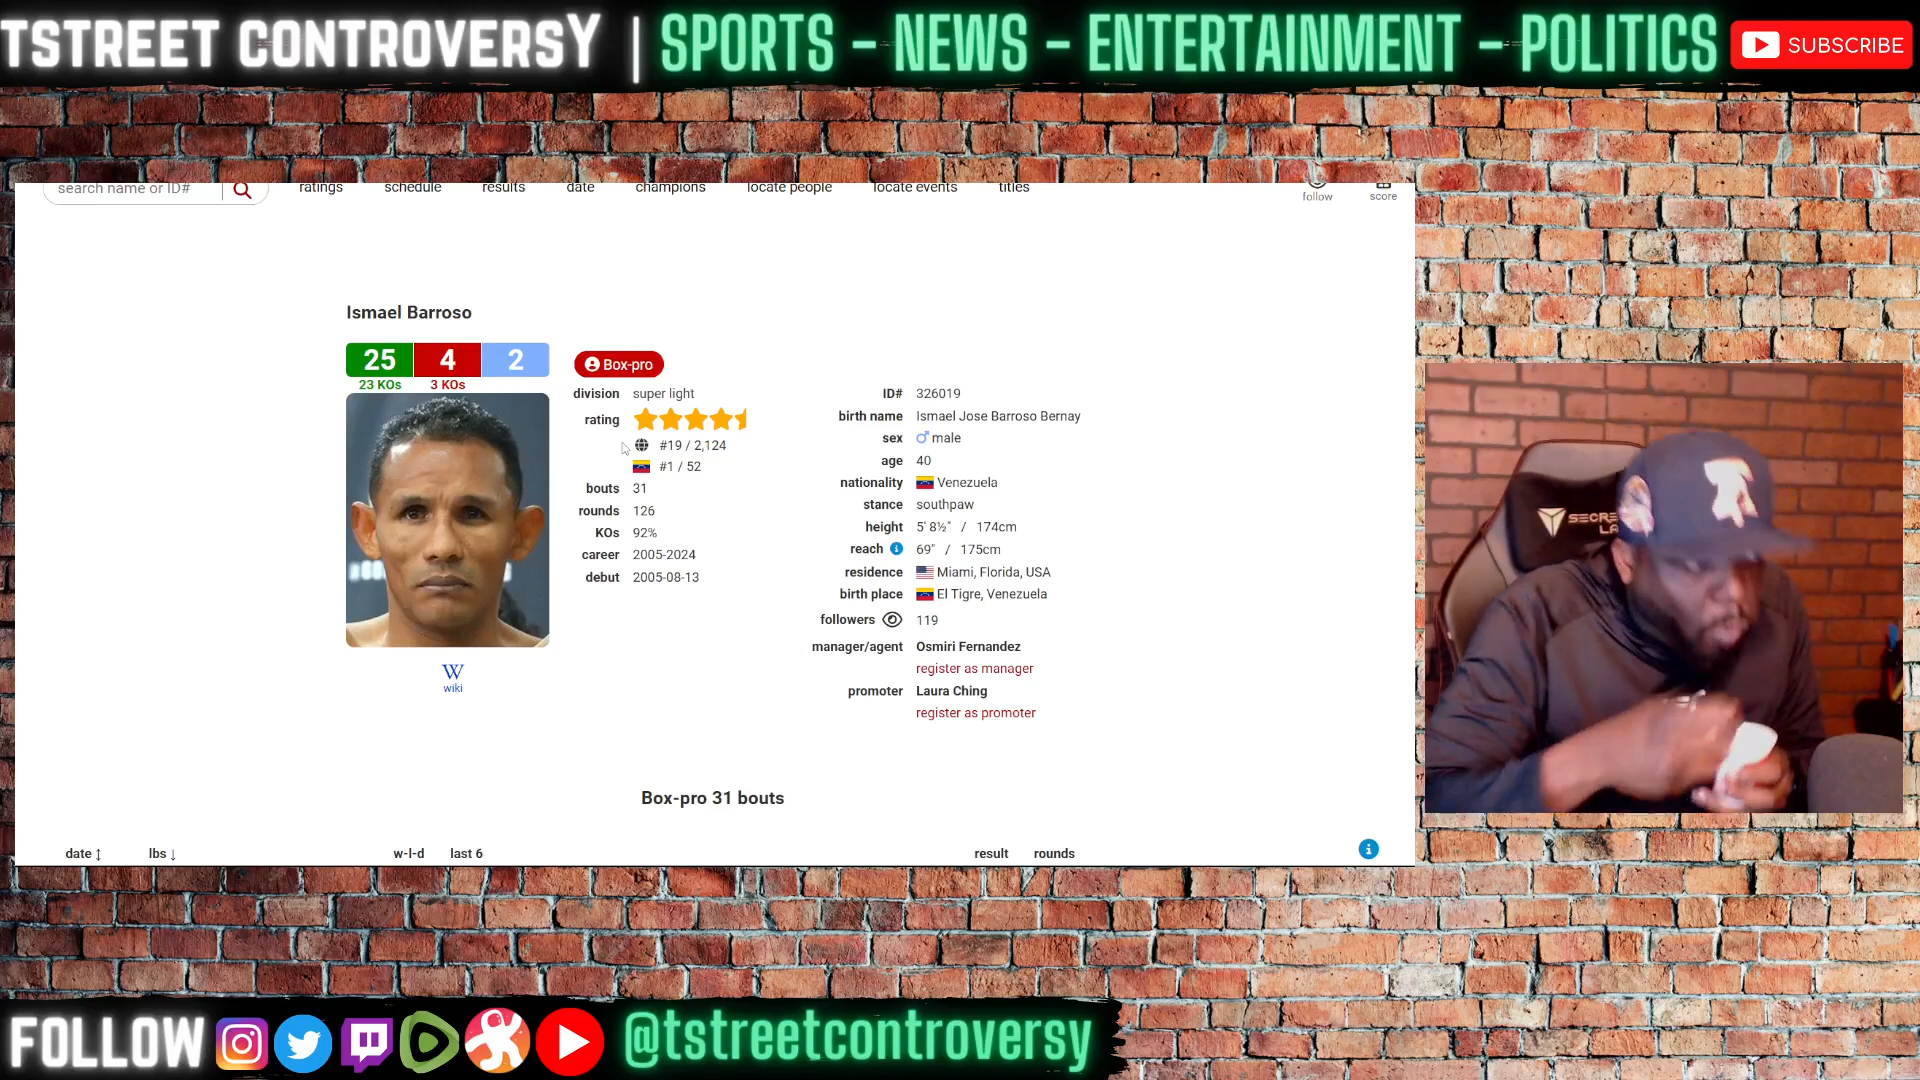 TSTREET CONTROVERSY | SPORTS - NEWS - ENTERTAINMENT - POLITICS SUBSCRIBE
search name or ID# ratings schedule results date champions locate people locate events titles follow score
Ismael Barroso
25 4 2
23 KOs 3 KOs
Box-pro
division super light
rating
#19 / 2,124
#1 / 52
bouts 31
rounds 126
KOs 92%
career 2005-2024
debut 2005-08-13
ID# 326019
birth name Ismael Jose Barroso Bernay
sex male
age 40
nationality Venezuela
stance southpaw
height 5' 8½" / 174cm
reach 69" / 175cm
residence Miami, Florida, USA
birth place El Tigre, Venezuela
followers 119
manager/agent Osmiri Fernandez
register as manager
promoter Laura Ching
register as promoter
W
wiki
Box-pro 31 bouts
date lbs w-l-d last 6 result rounds
FOLLOW @tstreetcontroversy